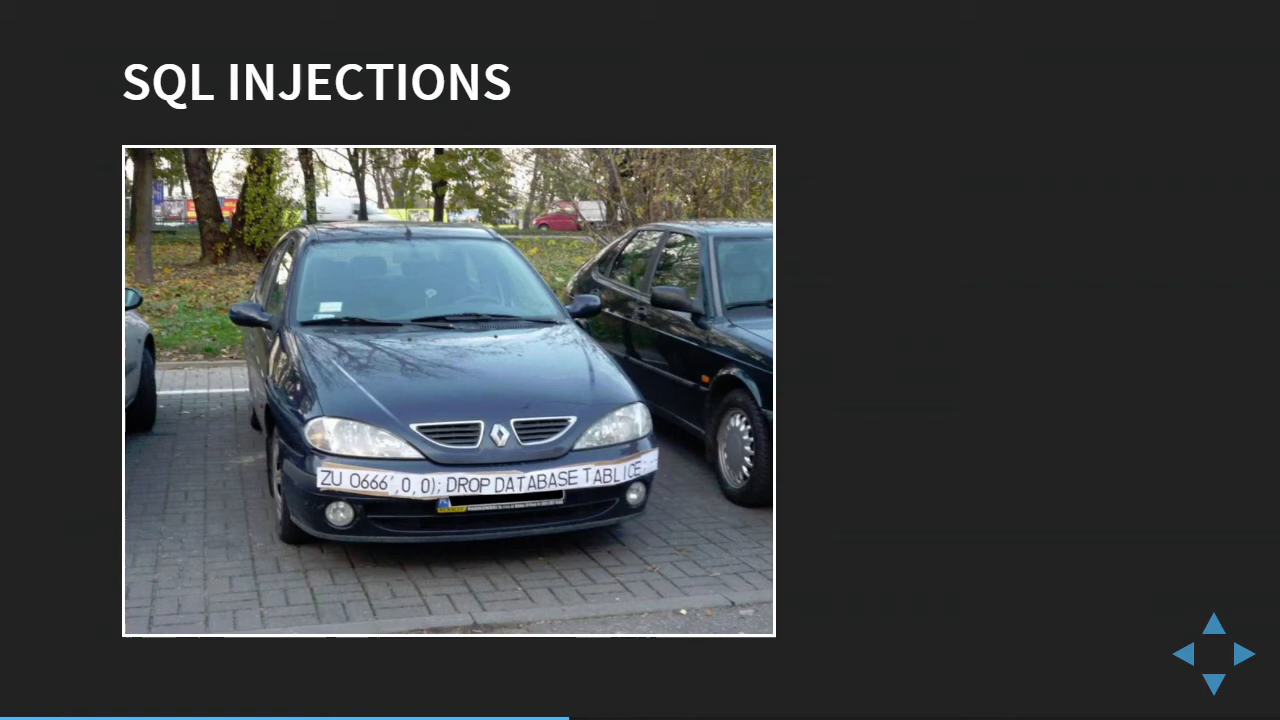 SQL INJECTIONS
ZU 0666',0,0); DROP DATABASE TABLICE; --